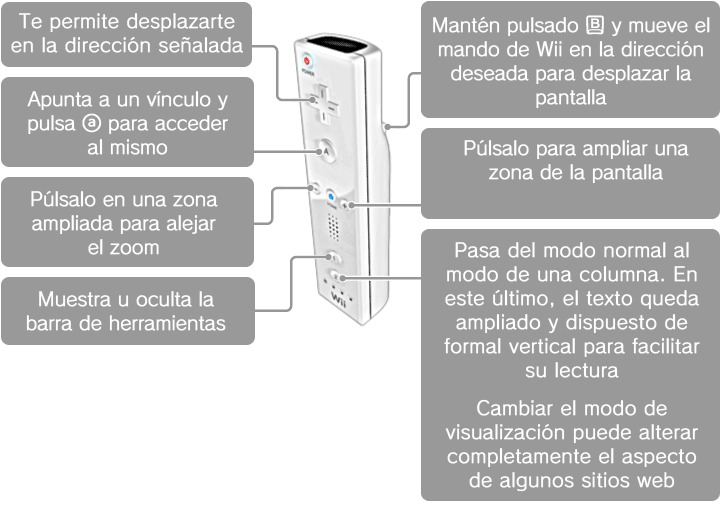 Te permite desplazarte
en la dirección señalada
Apunta a un vínculo y
pulsa ⓐ para acceder
al mismo
Púlsalo en una zona
ampliada para alejar
el zoom
Muestra u oculta la
barra de herramientas
POWER
A
Wii
Mantén pulsado B y mueve el
mando de Wii en la dirección
deseada para desplazar la
pantalla
Púlsalo para ampliar una
zona de la pantalla
Pasa del modo normal al
modo de una columna. En
este último, el texto queda
ampliado y dispuesto de
formal vertical para facilitar
su lectura
Cambiar el modo de
visualización puede alterar
completamente el aspecto
de algunos sitios web